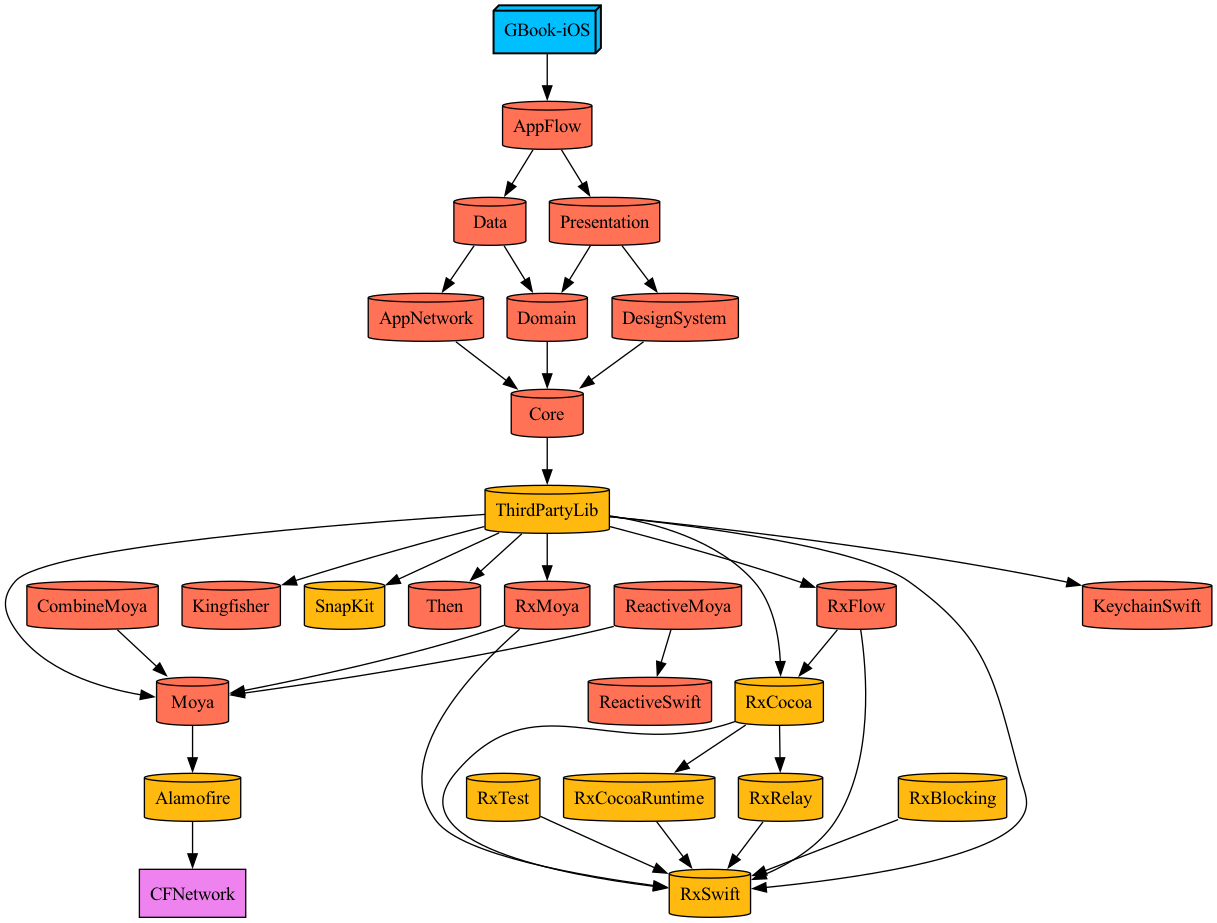 GBook-iOS
AppFlow
Data
Presentation
AppNetwork
Domain
DesignSystem
Core
ThirdPartyLib
CombineMoya
Kingfisher
SnapKit
Then
RxMoya
ReactiveMoya
RxFlow
KeychainSwift
Moya
ReactiveSwift
RxCocoa
Alamofire
RxTest
RxCocoaRuntime
RxRelay
RxBlocking
CFNetwork
RxSwift